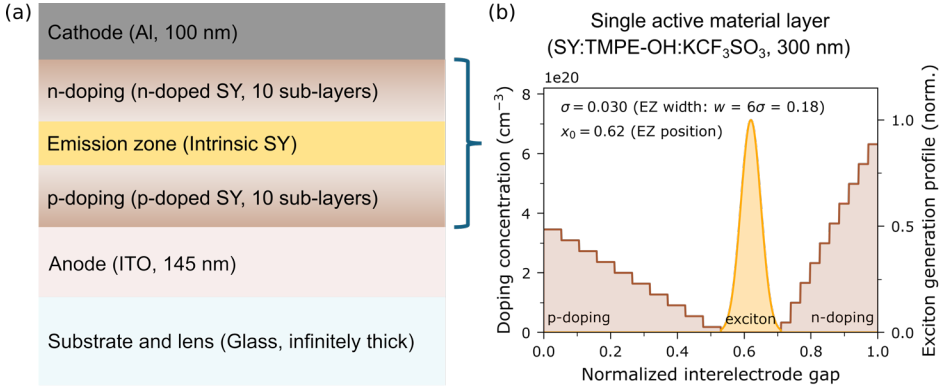 (a)
Cathode (Al, 100 nm)
n-doping (n-doped SY, 10 sub-layers)
Emission zone (Intrinsic SY)
p-doping (p-doped SY, 10 sub-layers)
Anode (ITO, 145 nm)
Substrate and lens (Glass, infinitely thick)
(b)
Single active material layer
(SY:TMPE-OH:KCF₃SO₃, 300 nm)
1e20
σ = 0.030 (EZ width: w = 6σ = 0.18)
x₀ = 0.62 (EZ position)
Doping concentration (cm⁻³)
8
6
4
2
0
Exciton generation profile (norm.)
1.0
0.5
0.0
p-doping
exciton
n-doping
0.0 0.2 0.4 0.6 0.8 1.0
Normalized interelectrode gap